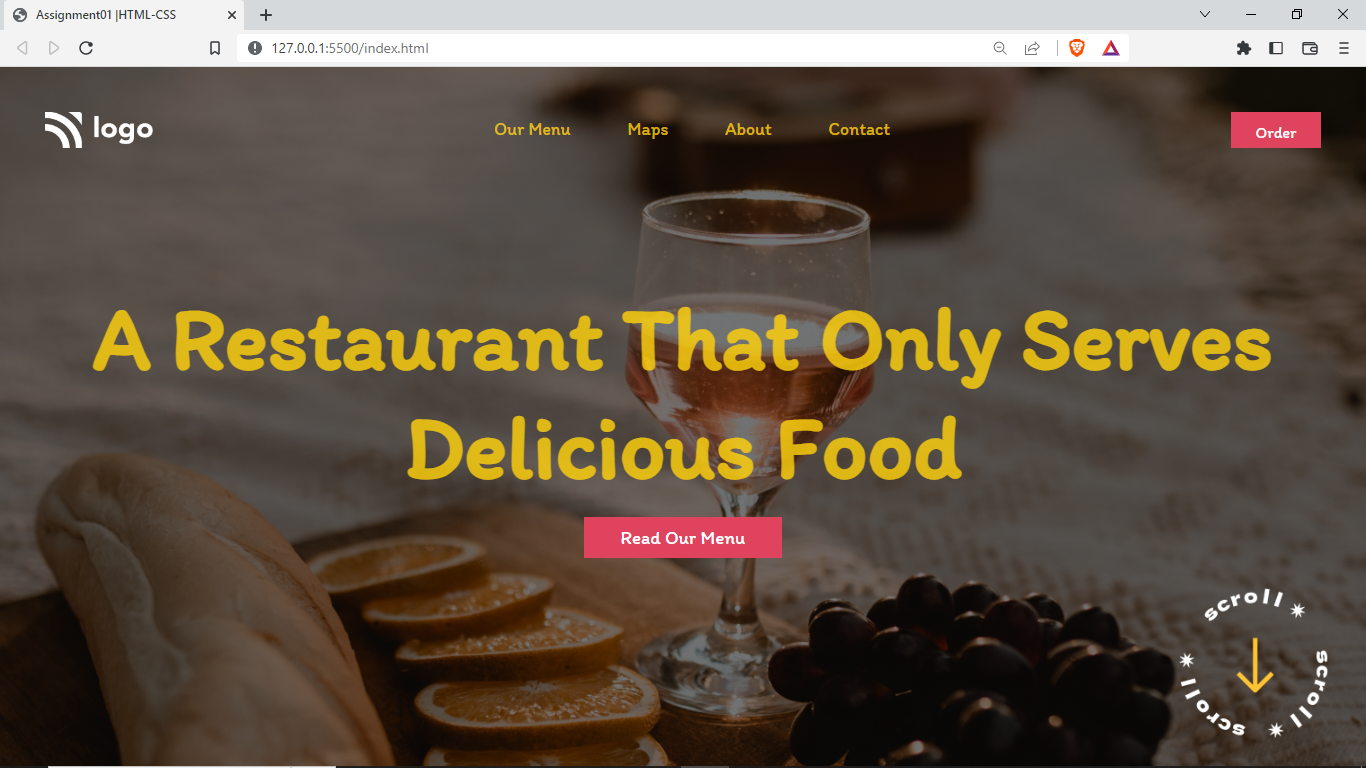 Assignment01 |HTML-CSS
127.0.0.1:5500/index.html
logo
Our Menu Maps About Contact
Order
A Restaurant That Only Serves
Delicious Food
Read Our Menu
scroll
scroll
scroll
scroll